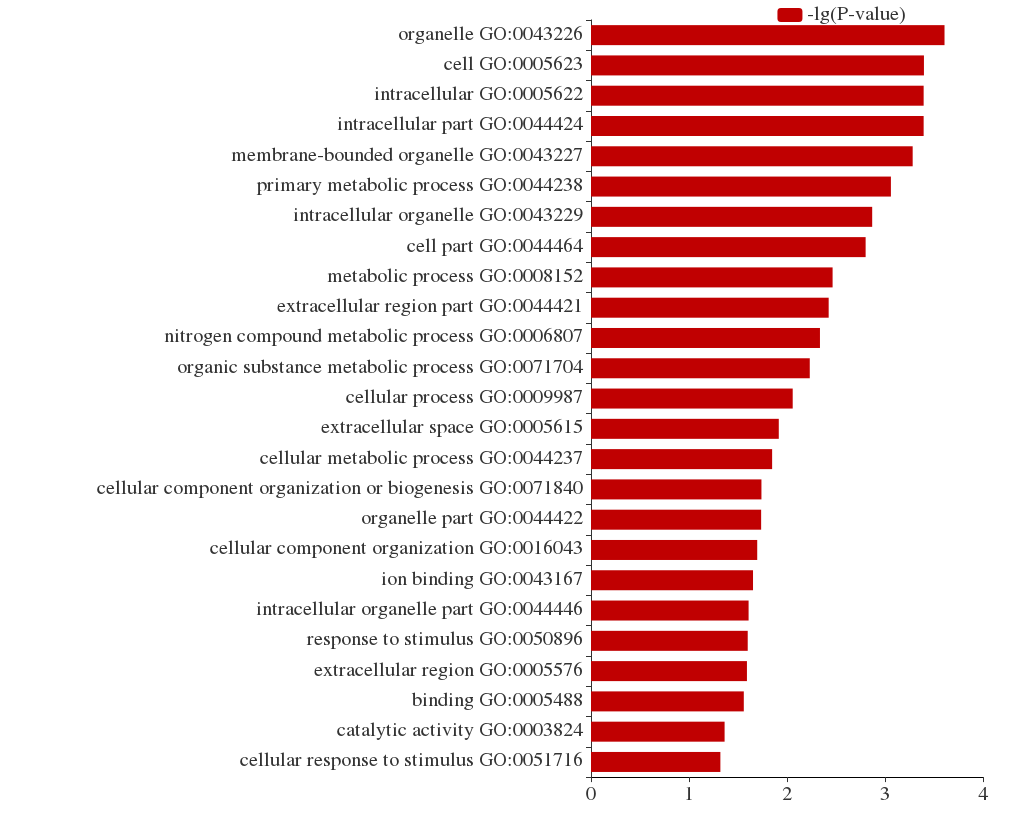 -lg(P-value)
organelle GO:0043226
cell GO:0005623
intracellular GO:0005622
intracellular part GO:0044424
membrane-bounded organelle GO:0043227
primary metabolic process GO:0044238
intracellular organelle GO:0043229
cell part GO:0044464
metabolic process GO:0008152
extracellular region part GO:0044421
nitrogen compound metabolic process GO:0006807
organic substance metabolic process GO:0071704
cellular process GO:0009987
extracellular space GO:0005615
cellular metabolic process GO:0044237
cellular component organization or biogenesis GO:0071840
organelle part GO:0044422
cellular component organization GO:0016043
ion binding GO:0043167
intracellular organelle part GO:0044446
response to stimulus GO:0050896
extracellular region GO:0005576
binding GO:0005488
catalytic activity GO:0003824
cellular response to stimulus GO:0051716
0 1 2 3 4